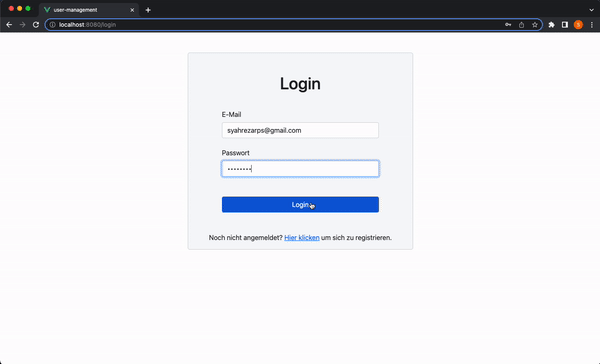 user-management
localhost:8080/login
S
Login
E-Mail
syahrezarps@gmail.com
Passwort
••••••••
Login
Noch nicht angemeldet? Hier klicken um sich zu registrieren.